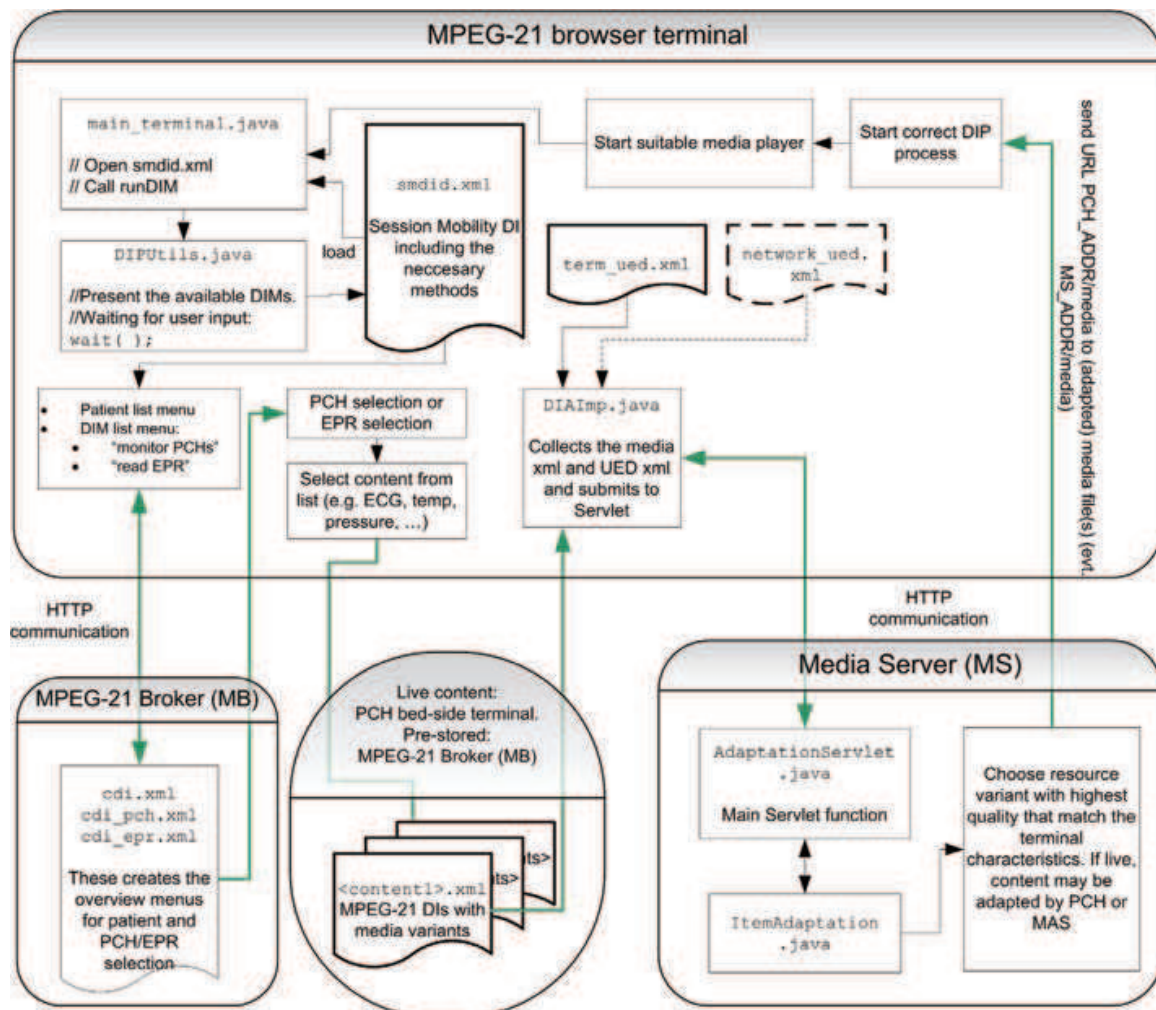 MPEG-21 browser terminal
main_terminal.java
// Open smdid.xml
// Call runDIM
smdid.xml
Session Mobility DI
including the
neccesary
methods
Start suitable media player
Start correct DIP
process
send URL PCH_ADDR/media to (adapted) media file(s) (evt.
MS_ADDR/media)
load
DIPUtils.java
//Present the available DIMs.
//Waiting for user input:
wait( );
term_ued.xml
network_ued.
xml
• Patient list menu
• DIM list menu:
• "monitor PCHs"
• "read EPR"
PCH selection or
EPR selection
Select content from
list (e.g. ECG, temp,
pressure, ...)
DIAImp.java
Collects the media
xml and UED xml
and submits to
Servlet
HTTP
communication
HTTP
communication
MPEG-21 Broker (MB)
cdi.xml
cdi_pch.xml
cdi_epr.xml
These creates the
overview menus
for patient and
PCH/EPR
selection
Live content:
PCH bed-side terminal.
Pre-stored:
MPEG-21 Broker (MB)
nts>
nts>
<content1>.xml
MPEG-21 DIs with
media variants
Media Server (MS)
AdaptationServlet
.java
Main Servlet function
ItemAdaptation
.java
Choose resource
variant with highest
quality that match the
terminal
characteristics. If live,
content may be
adapted by PCH or
MAS